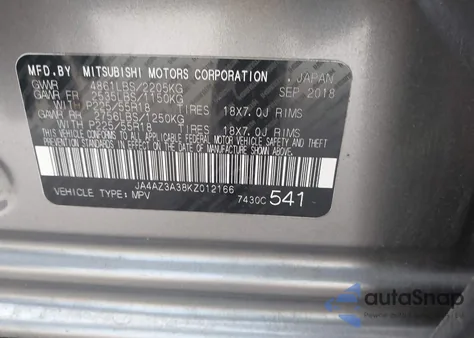 MFD.BY MITSUBISHI MOTORS CORPORATION JAPAN
GVWR 4861LBS/2205KG SEP 2018
GAWR FR 2535LBS/1150KG
WITH P225/55R18 TIRES 18X7.0J RIMS
GAWR RR 2756LBS/1250KG
WITH P225/55R18 TIRES 18X7.0J RIMS
THIS VEHICLE CONFORMS TO ALL APPLICABLE
FEDERAL MOTOR VEHICLE SAFETY AND THEFT
PREVENTION STANDARDS IN EFFECT ON THE DATE
OF MANUFACTURE SHOWN ABOVE.
JA4AZ3A38KZ012166
VEHICLE TYPE: MPV 7430C 541
autoSnap